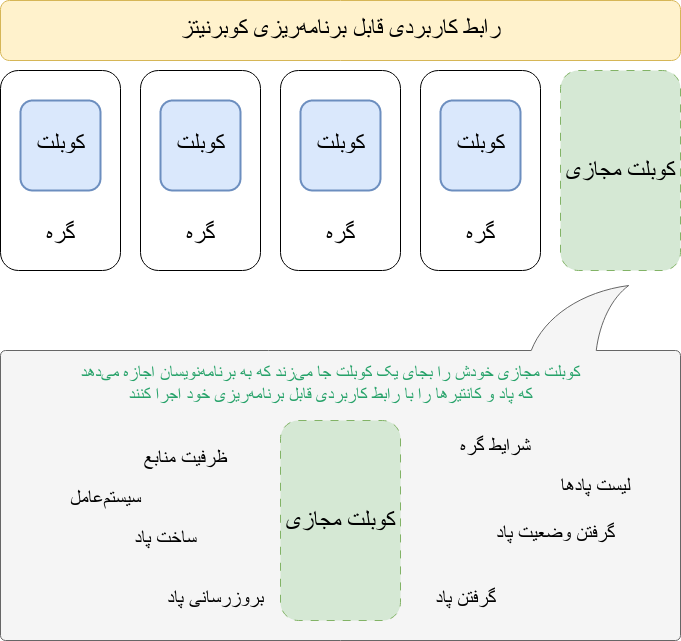 رابط کاربردی قابل برنامه‌ریزی کوبرنیتز
کوبلت
کوبلت
کوبلت
کوبلت
کوبلت مجازی
گره
گره
گره
گره
کوبلت مجازی خودش را بجای یک کوبلت جا می‌زند که به برنامه‌نویسان اجازه می‌دهد
که پاد و کانتیرها را با رابط کاربردی قابل برنامه‌ریزی خود اجرا کنند
شرایط گره
ظرفیت منابع
لیست پادها
سیستم‌عامل
کوبلت مجازی
گرفتن وضعیت پاد
ساخت پاد
گرفتن پاد
بروزرسانی پاد